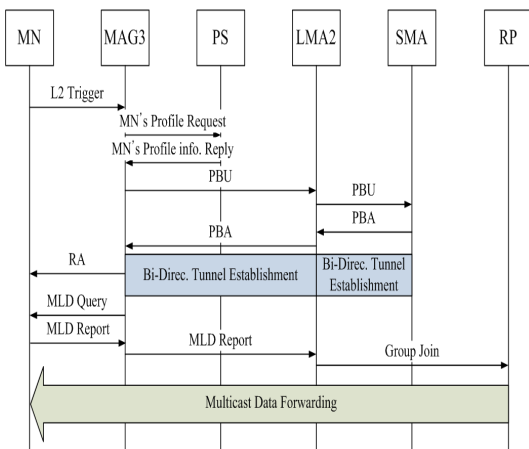 MN MAG3 PS LMA2 SMA RP
L2 Trigger
MN's Profile Request
MN's Profile info. Reply
PBU
PBU
PBA
PBA
RA
Bi-Direc. Tunnel Establishment
Bi-Direc. Tunnel
Establishment
MLD Query
MLD Report
MLD Report
Group Join
Multicast Data Forwarding